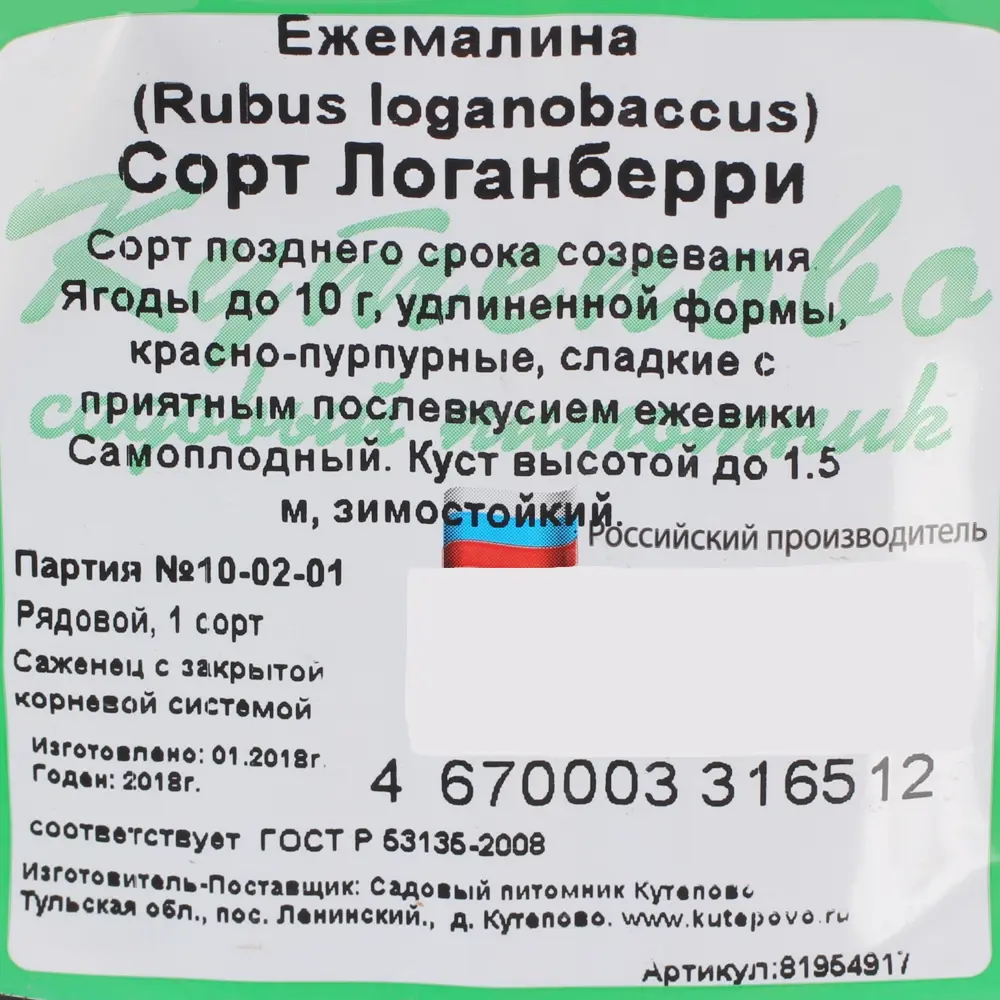 Ежемалина
(Rubus loganobaccus)
Сорт Логанберри
Кутепово
садовый питомник
Сорт позднего срока созревания.
Ягоды до 10 г, удлиненной формы,
красно-пурпурные, сладкие с
приятным послевкусием ежевики.
Самоплодный. Куст высотой до 1.5
м, зимостойкий.
Российский производитель
Партия №10-02-01
Рядовой, 1 сорт
Саженец с закрытой
корневой системой
Изготовлено: 01.2018г.
Годен: 2018г.
4 670003 316512
соответствует ГОСТ Р 53135-2008
Изготовитель-Поставщик: Садовый питомник Кутепово
Тульская обл., пос. Ленинский., д. Кутепово. www.kutepovo.ru
Артикул:81954917